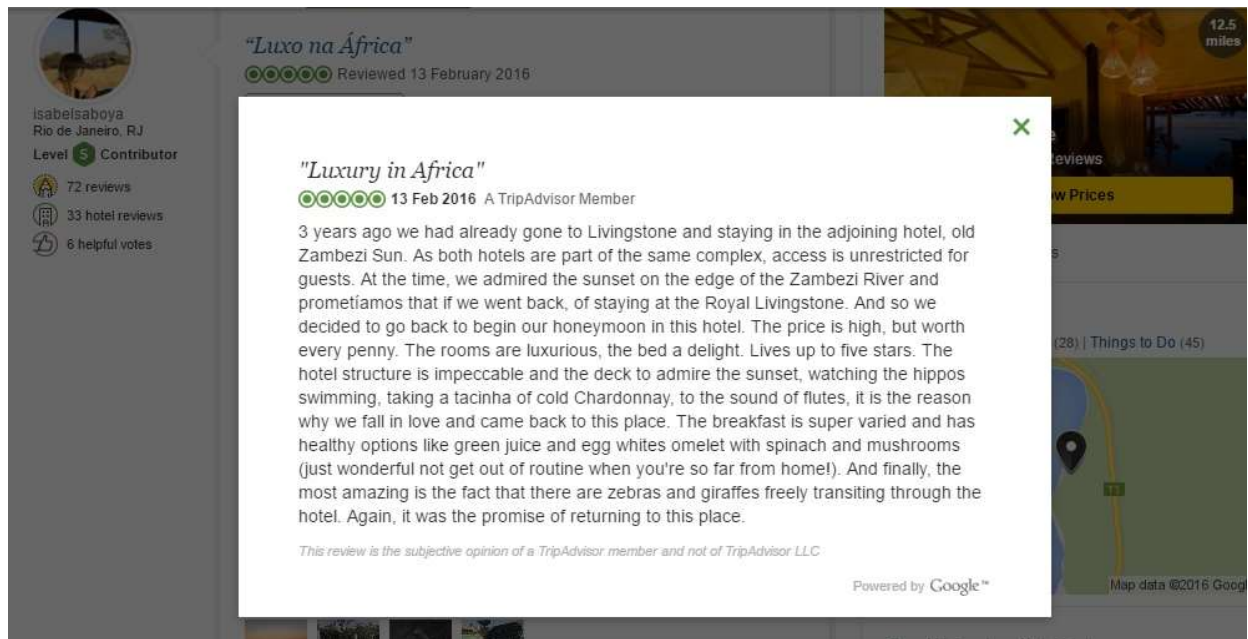 “Luxo na África”
Reviewed 13 February 2016
isabelsaboya
Rio de Janeiro, RJ
Level 5 Contributor
72 reviews
33 hotel reviews
6 helpful votes
"Luxury in Africa"
13 Feb 2016 A TripAdvisor Member
3 years ago we had already gone to Livingstone and staying in the adjoining hotel, old
Zambezi Sun. As both hotels are part of the same complex, access is unrestricted for
guests. At the time, we admired the sunset on the edge of the Zambezi River and
prometíamos that if we went back, of staying at the Royal Livingstone. And so we
decided to go back to begin our honeymoon in this hotel. The price is high, but worth
every penny. The rooms are luxurious, the bed a delight. Lives up to five stars. The
hotel structure is impeccable and the deck to admire the sunset, watching the hippos
swimming, taking a tacinha of cold Chardonnay, to the sound of flutes, it is the reason
why we fall in love and came back to this place. The breakfast is super varied and has
healthy options like green juice and egg whites omelet with spinach and mushrooms
(just wonderful not get out of routine when you're so far from home!). And finally, the
most amazing is the fact that there are zebras and giraffes freely transiting through the
hotel. Again, it was the promise of returning to this place.
This review is the subjective opinion of a TripAdvisor member and not of TripAdvisor LLC
Powered by Google™
12.5
miles
Reviews
Prices
(28) | Things to Do (45)
Map data ©2016 Googl